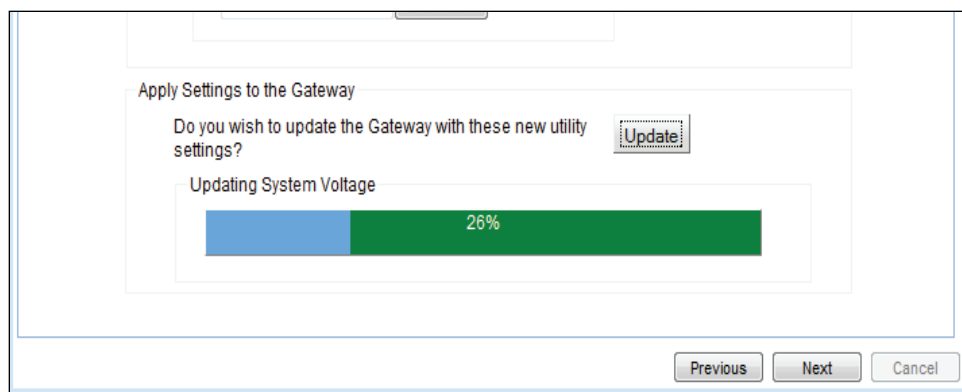 Apply Settings to the Gateway
Do you wish to update the Gateway with these new utility
settings?
Update
Updating System Voltage
26%
Previous
Next
Cancel